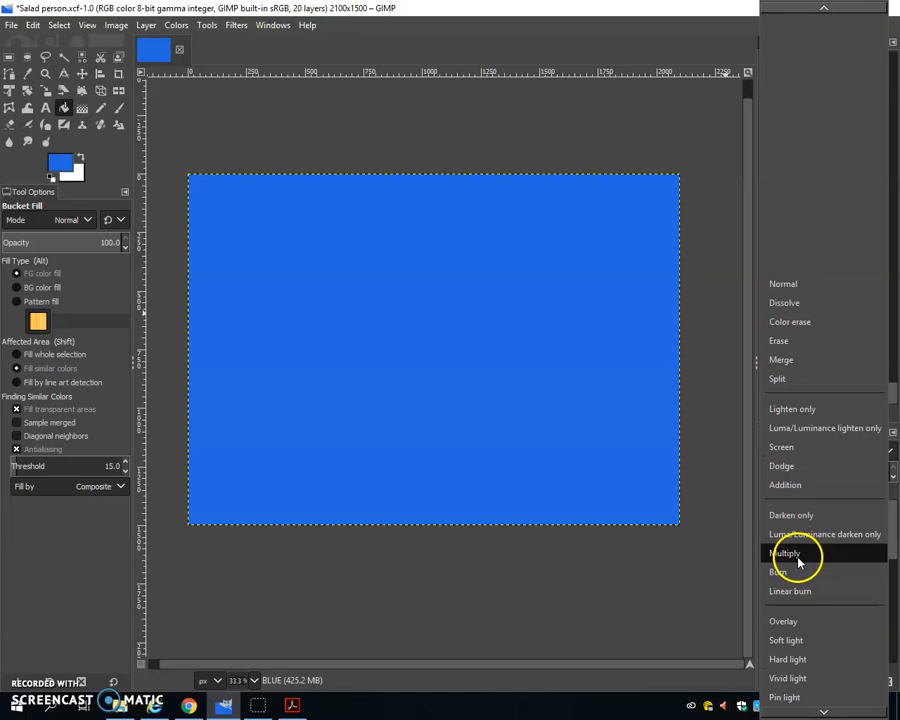 *Salad person.xcf-1.0 (RGB color 8-bit gamma integer, GIMP built-in sRGB, 20 layers) 2100x1500 – GIMP
File Edit Select View Image Layer Colors Tools Filters Windows Help
0 250 500 750 1000 1250 1500 1750 2000 2250
Tool Options
Bucket Fill
Mode Normal
Opacity 100.0
Fill Type (Alt)
FG color fill
BG color fill
Pattern fill
Affected Area (Shift)
Fill whole selection
Fill similar colors
Fill by line art detection
Finding Similar Colors
Fill transparent areas
Sample merged
Diagonal neighbors
Antialiasing
Threshold 15.0
Fill by Composite
Normal
Dissolve
Color erase
Erase
Merge
Split
Lighten only
Luma/Luminance lighten only
Screen
Dodge
Addition
Darken only
Luma/Luminance darken only
Multiply
Burn
Linear burn
Overlay
Soft light
Hard light
Vivid light
Pin light
px 33.3 BLUE (425.2 MB)
RECORDED WITH
SCREENCAST MATIC